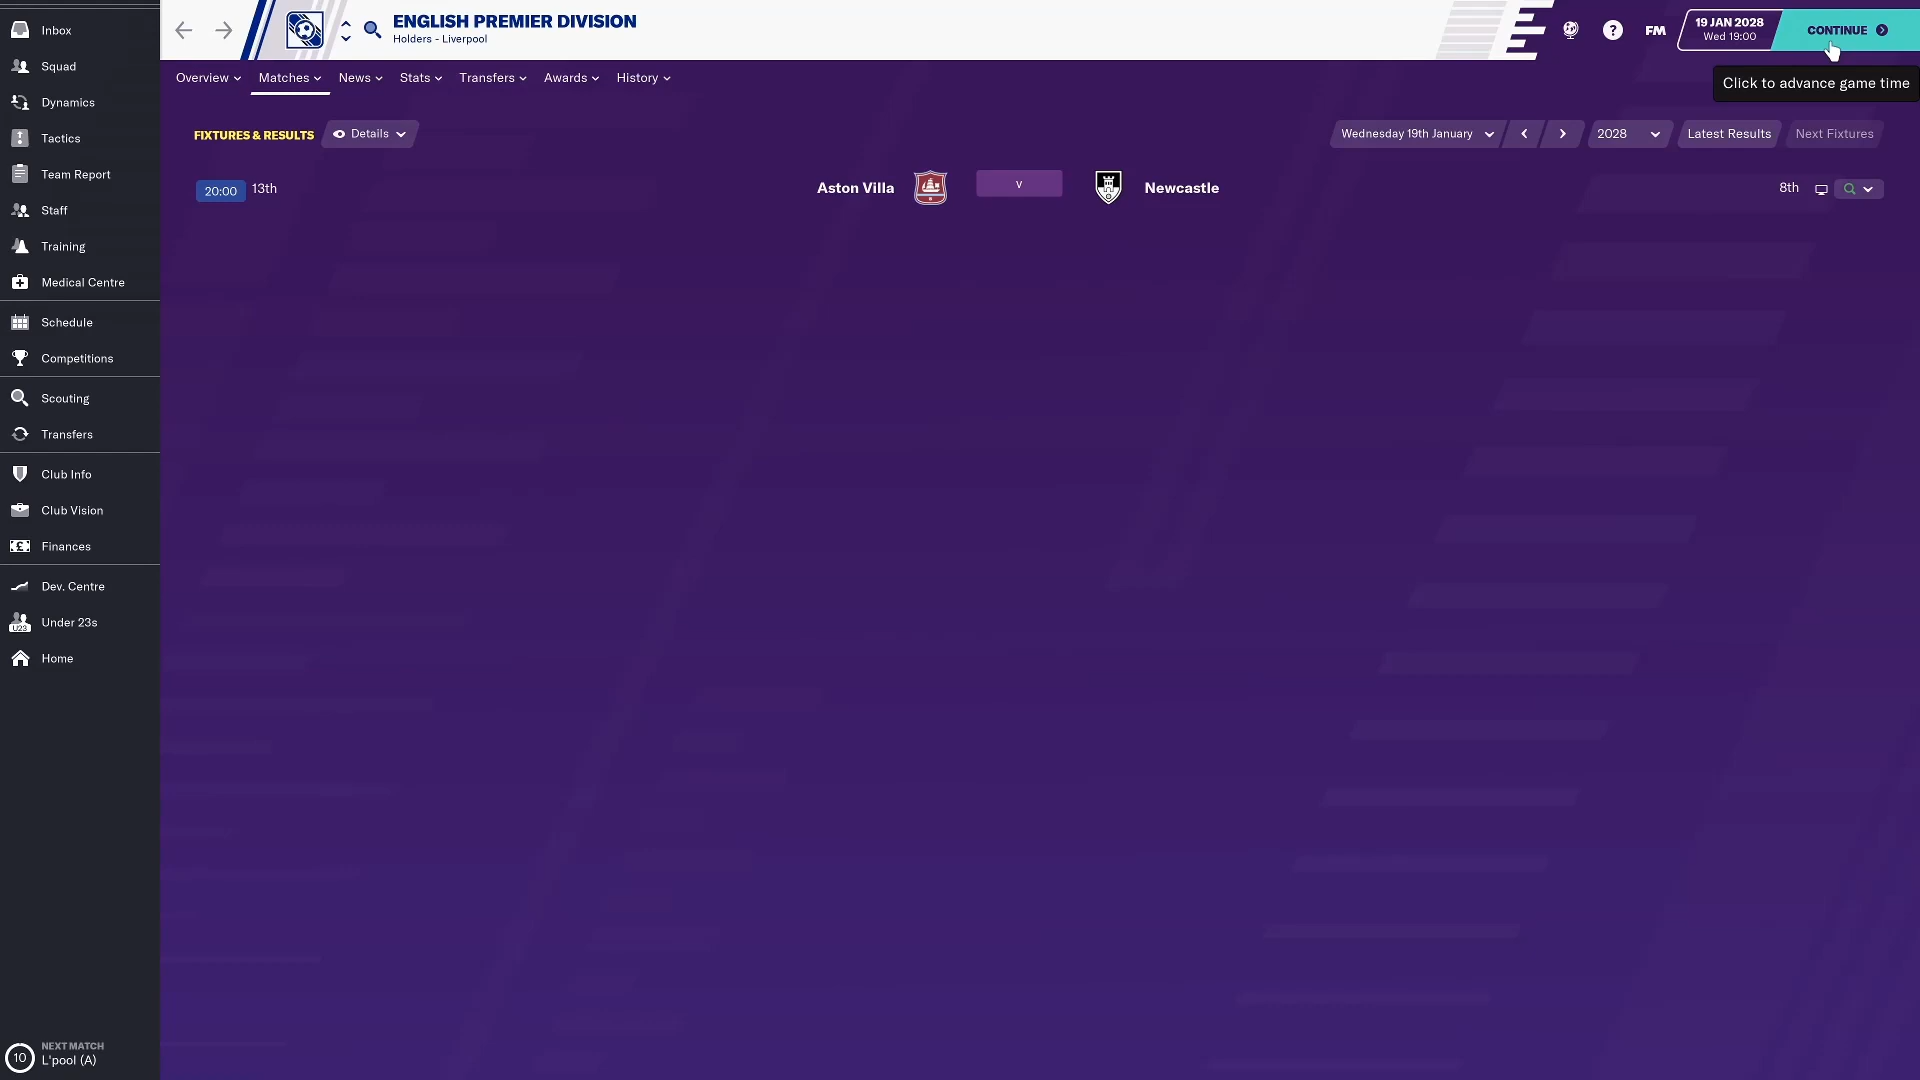 Inbox
Squad
Dynamics
Tactics
Team Report
Staff
Training
Medical Centre
Schedule
Competitions
Scouting
Transfers
Club Info
Club Vision
Finances
Dev. Centre
U23
Under 23s
Home
10
NEXT MATCH
L'pool (A)
ENGLISH PREMIER DIVISION
Holders - Liverpool
?
FM
19 JAN 2028
Wed 19:00
CONTINUE
Click to advance game time
Overview
Matches
News
Stats
Transfers
Awards
History
FIXTURES & RESULTS
Details
Wednesday 19th January
2028
Latest Results
Next Fixtures
20:00 13th Aston Villa v Newcastle 8th